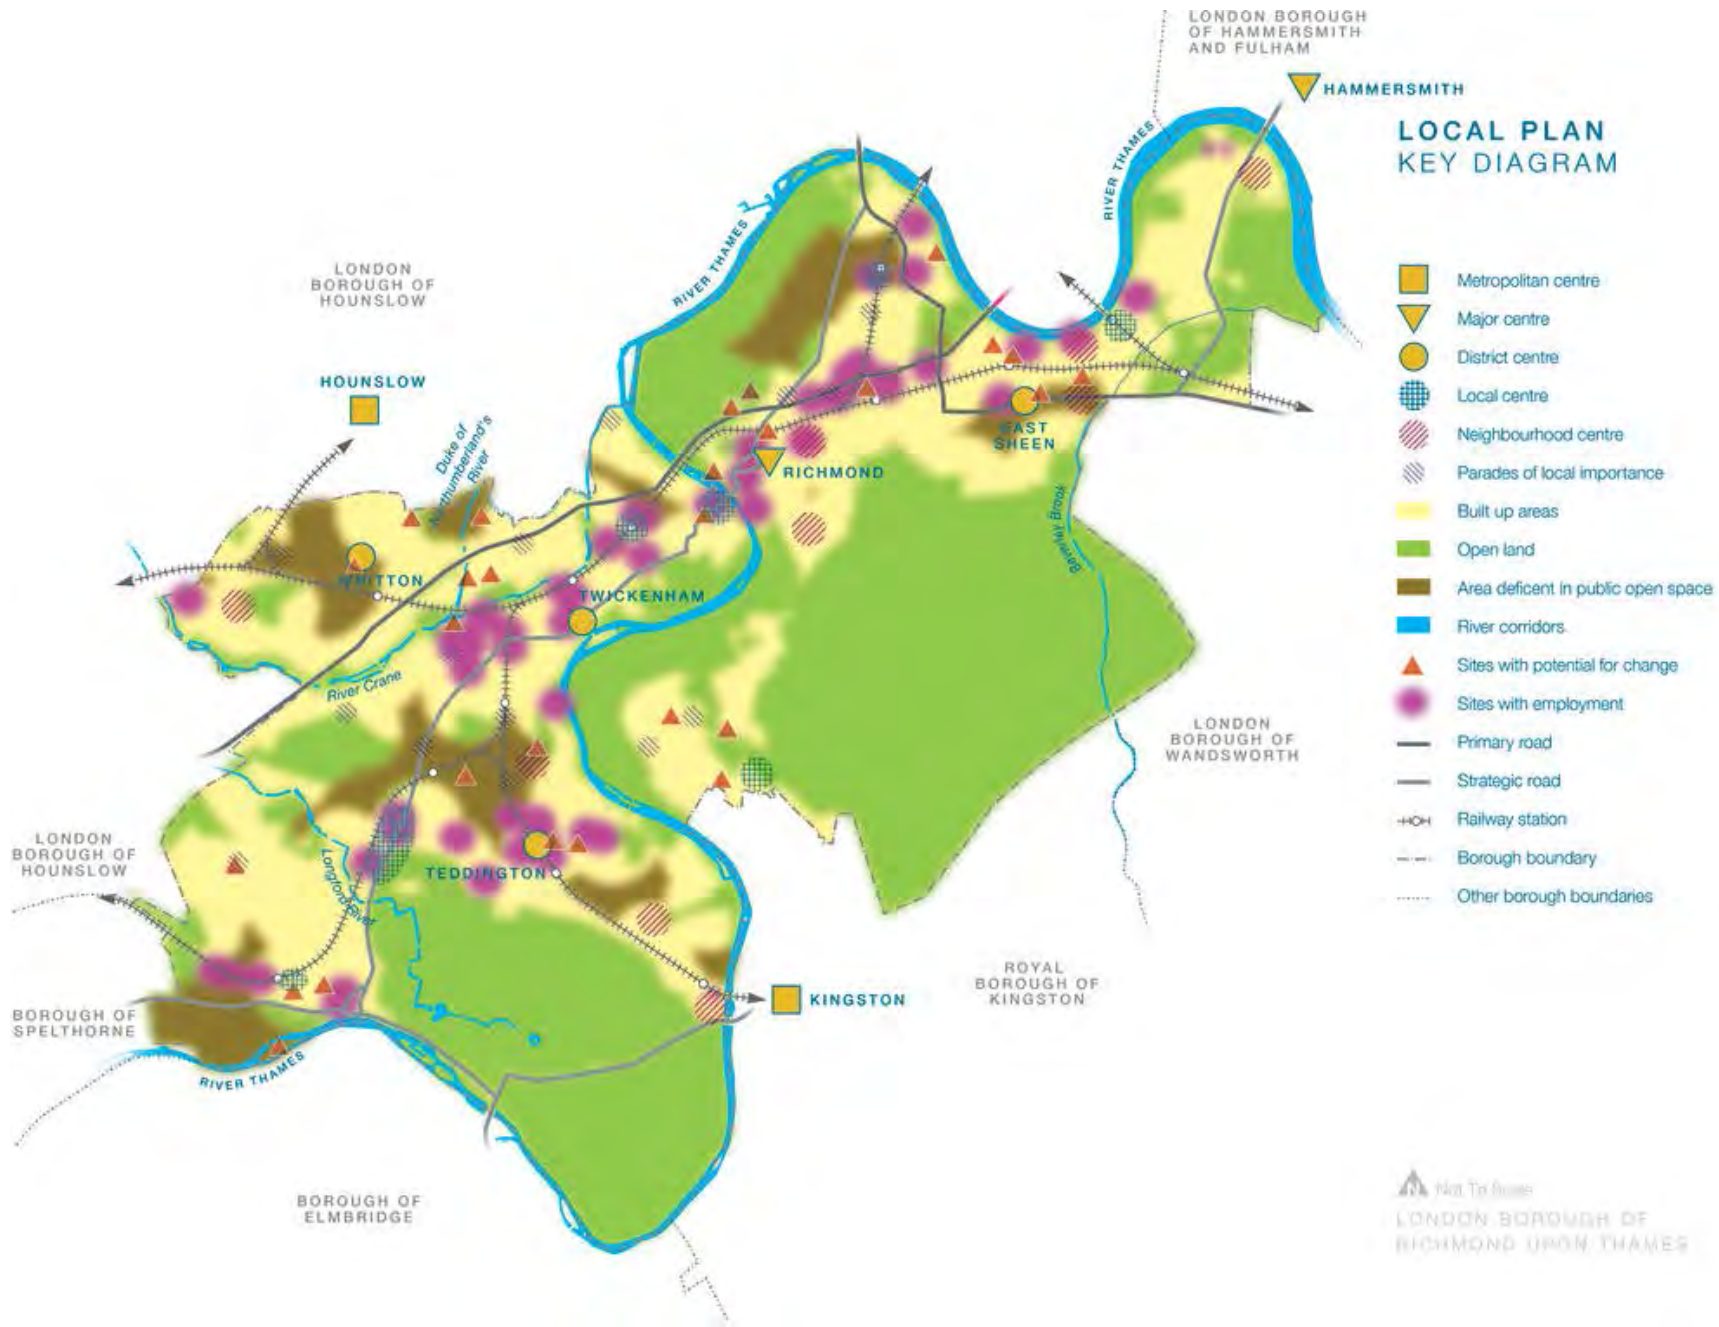 LONDON BOROUGH
OF HAMMERSMITH
AND FULHAM
HAMMERSMITH
LOCAL PLAN
KEY DIAGRAM
RIVER THAMES
RIVER THAMES
LONDON
BOROUGH OF
HOUNSLOW
HOUNSLOW
Duke of
Northumberland's
River
EAST
SHEEN
RICHMOND
Beverley Brook
WHITTON
TWICKENHAM
River Crane
LONDON
BOROUGH OF
WANDSWORTH
LONDON
BOROUGH OF
HOUNSLOW
TEDDINGTON
Longford River
ROYAL
BOROUGH OF
KINGSTON
KINGSTON
BOROUGH OF
SPELTHORNE
RIVER THAMES
BOROUGH OF
ELMBRIDGE
Metropolitan centre
Major centre
District centre
Local centre
Neighbourhood centre
Parades of local importance
Built up areas
Open land
Area deficent in public open space
River corridors
Sites with potential for change
Sites with employment
Primary road
Strategic road
Railway station
Borough boundary
Other borough boundaries
N Not To Scale
LONDON BOROUGH OF
RICHMOND UPON THAMES